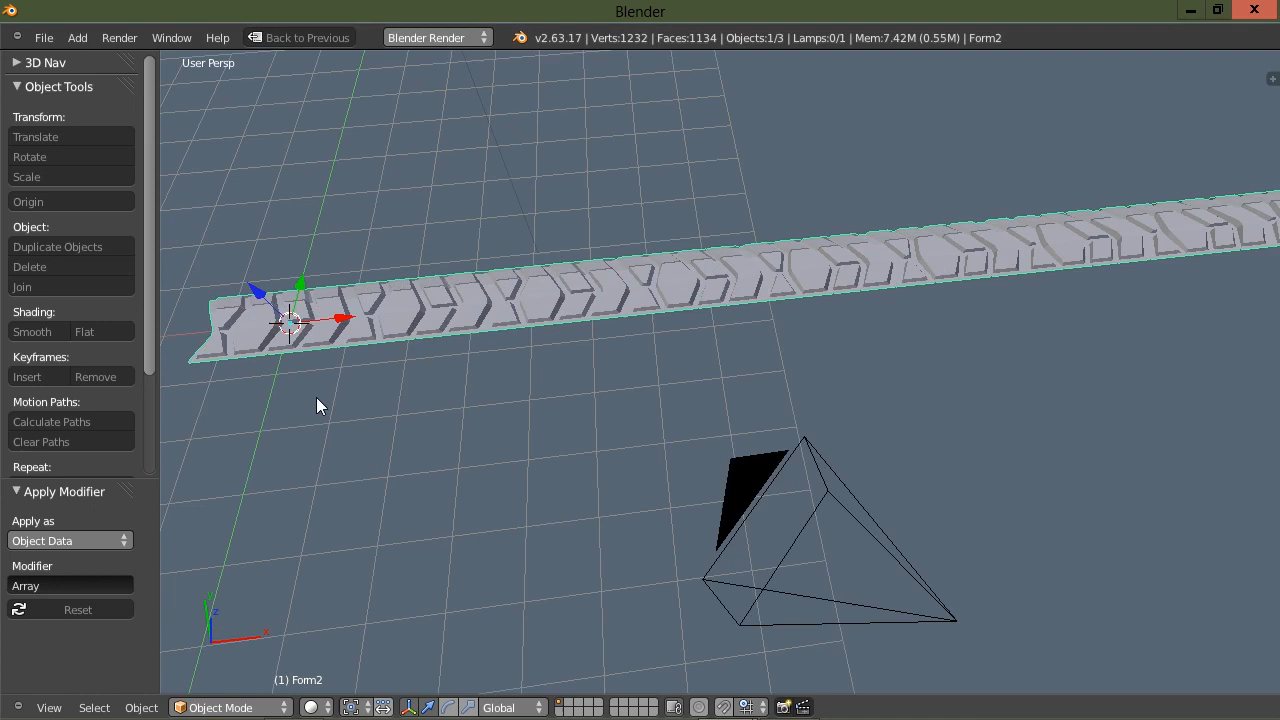 Blender
File Add Render Window Help Back to Previous Blender Render v2.63.17 | Verts:1232 | Faces:1134 | Objects:1/3 | Lamps:0/1 | Mem:7.42M (0.55M) | Form2
3D Nav
User Persp
Object Tools
Transform:
Translate
Rotate
Scale
Origin
Object:
Duplicate Objects
Delete
Join
Shading:
Smooth Flat
Keyframes:
Insert Remove
Motion Paths:
Calculate Paths
Clear Paths
Repeat:
Apply Modifier
Apply as
Object Data
Modifier
Array
Reset
y
z
x
(1) Form2
View Select Object Object Mode Global